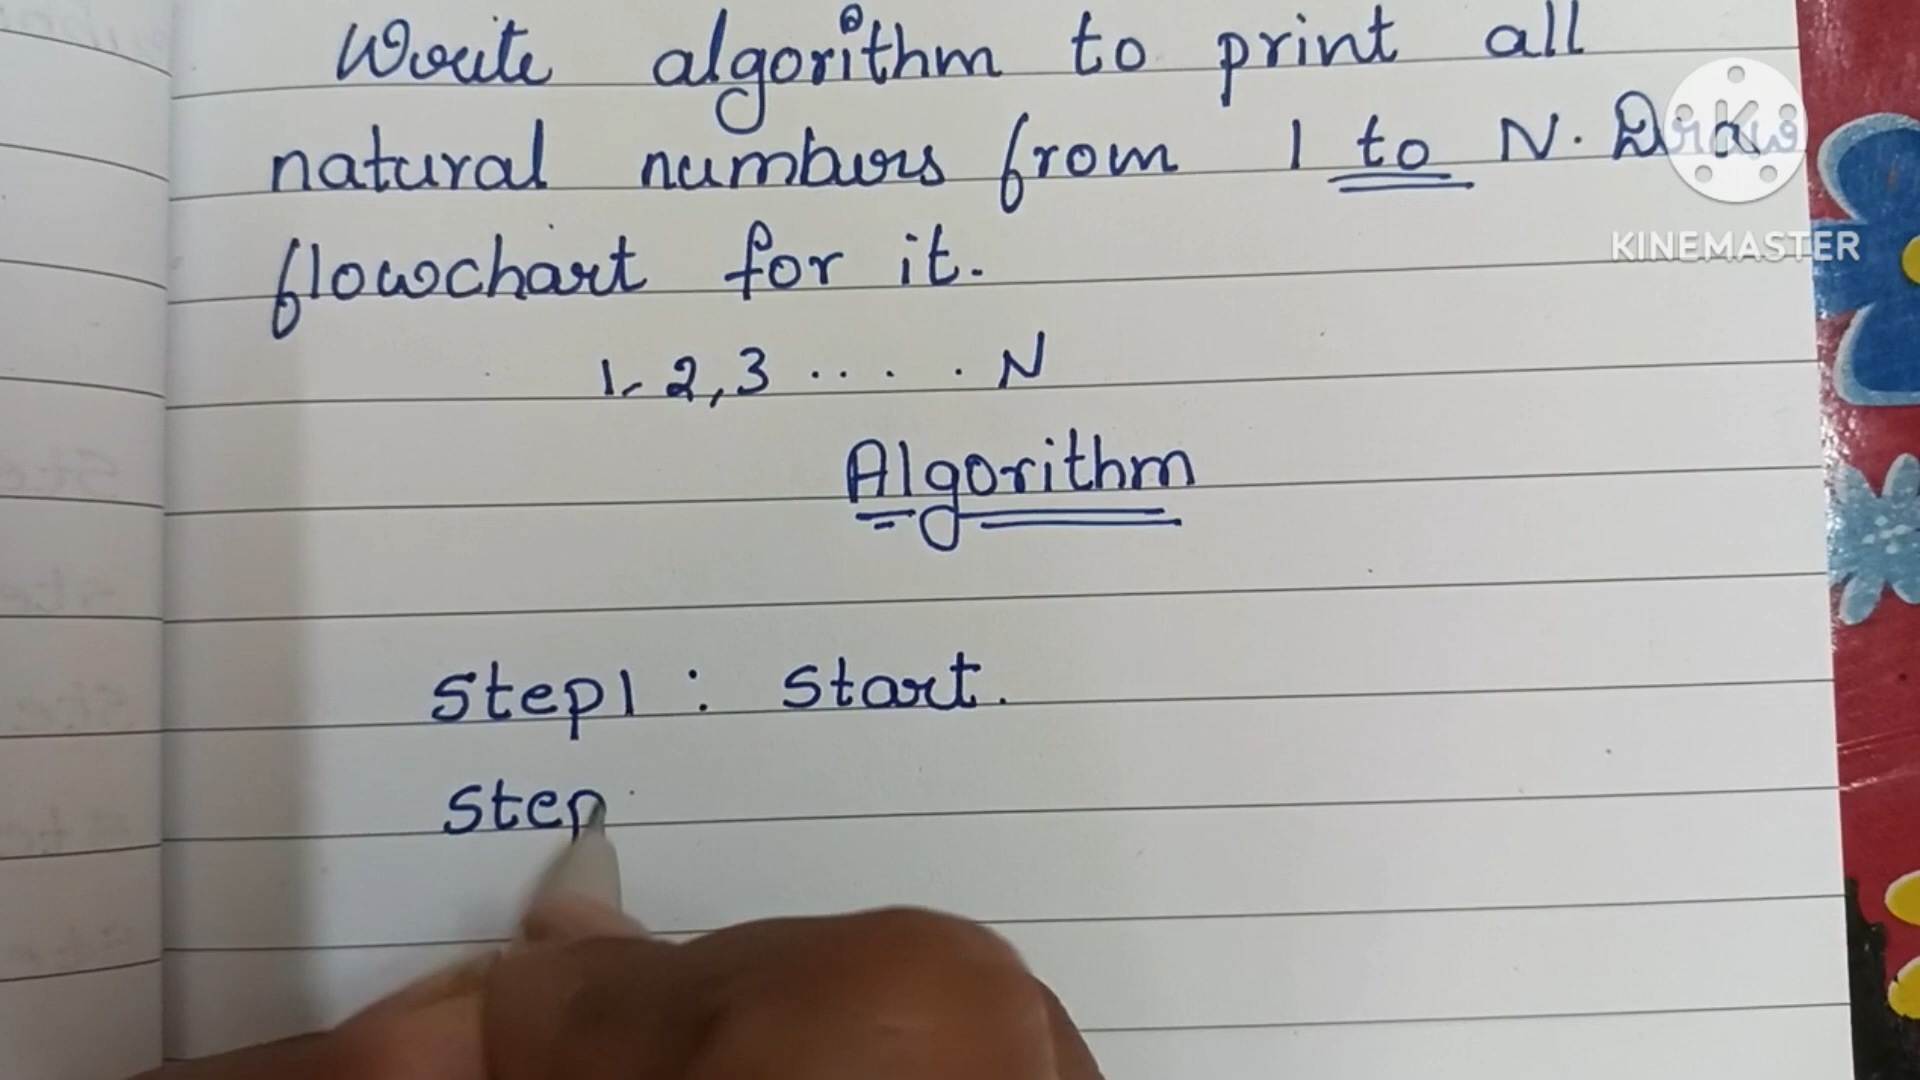 Write algorithm to print all
natural numbers from 1 to N. Draw
flowchart for it.
1, 2, 3 ..... N
Algorithm
Step1 : Start.
Step
KINEMASTER